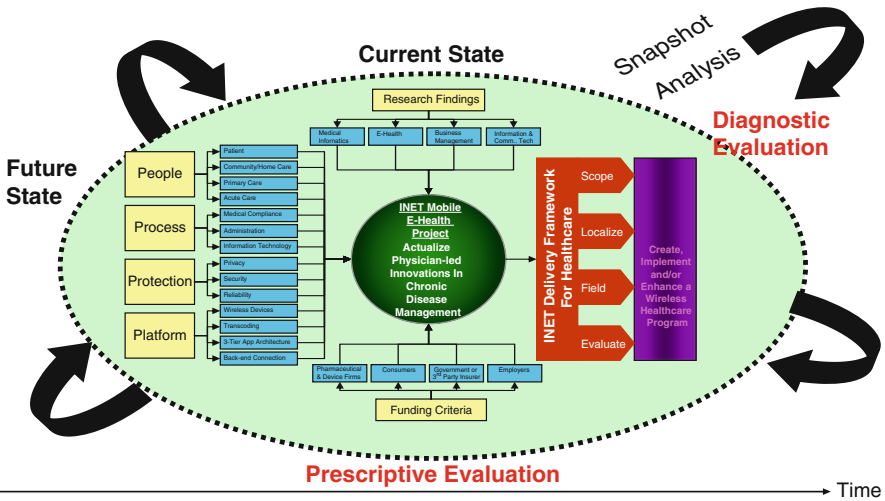 Current State
Snapshot
Analysis
Diagnostic
Evaluation
Future
State
Research Findings
Medical
Infomatics
E-Health
Business
Management
Information &
Comm.. Tech
People
Patient
Community/Home Care
Primary Care
Acute Care
Process
Medical Compliance
Administration
Information Technology
Protection
Privacy
Security
Reliability
Platform
Wireless Devices
Transcoding
3-Tier App Architecture
Back-end Connection
INET Mobile
E-Health
Project
Actualize
Physician-led
Innovations In
Chronic
Disease
Management
INET Delivery Framework
For Healthcare
Scope
Localize
Field
Evaluate
Create,
Implement
and/or
Enhance a
Wireless
Healthcare
Program
Pharmaceutical
& Device Firms
Consumers
Government or
3rd Party Insurer
Employers
Funding Criteria
Prescriptive Evaluation
Time